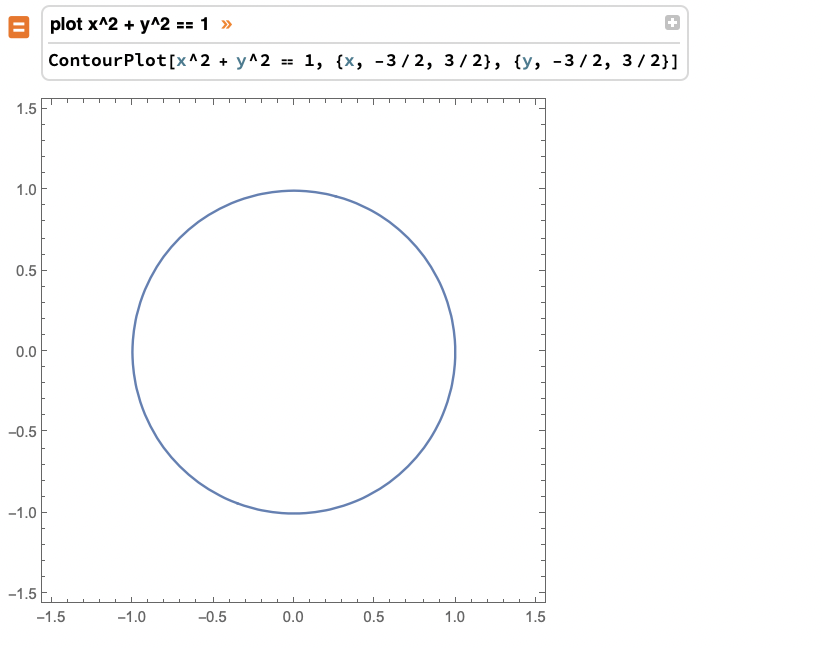 plot x^2 + y^2 == 1 »
ContourPlot[x^2 + y^2 == 1, {x, -3/2, 3/2}, {y, -3/2, 3/2}]
1.5
1.0
0.5
0.0
-0.5
-1.0
-1.5
-1.5 -1.0 -0.5 0.0 0.5 1.0 1.5